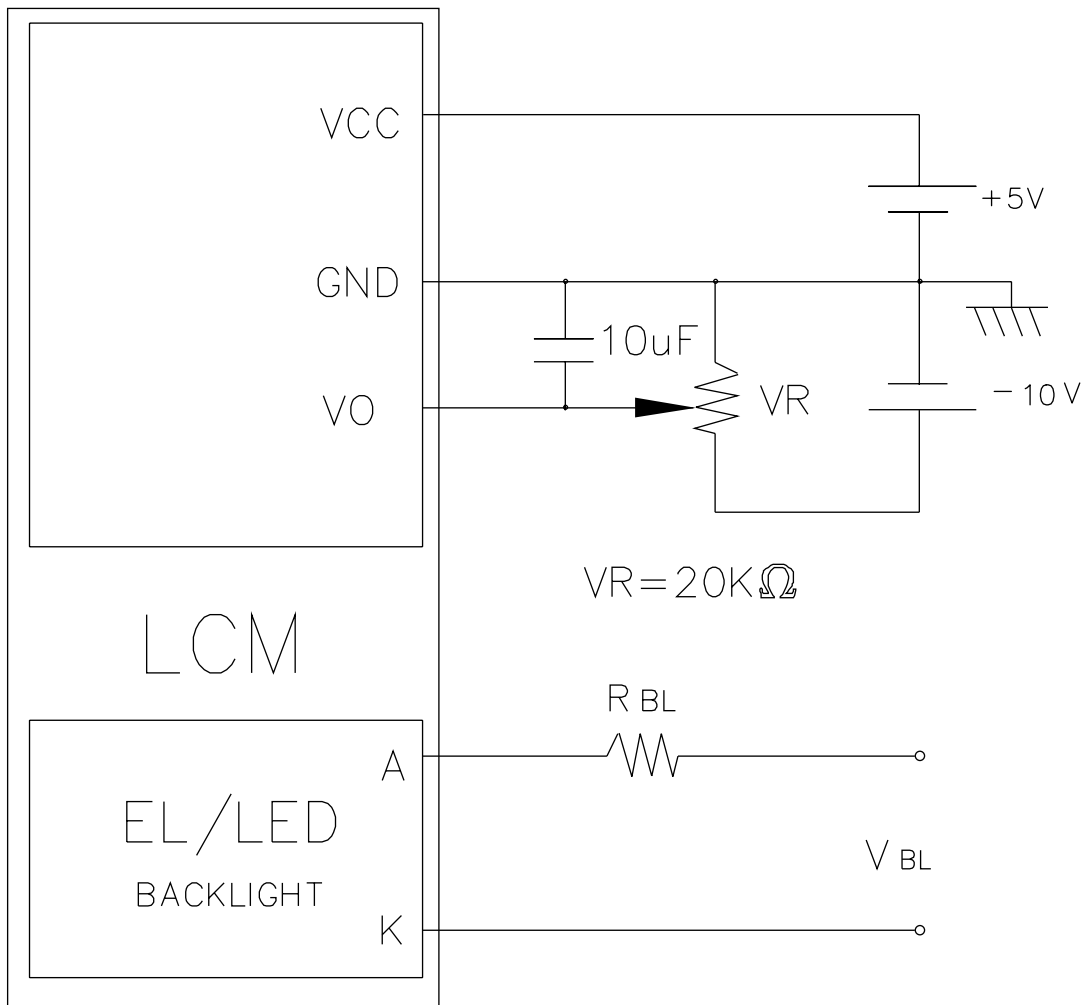 VCC
+5V
GND
10uF
VO
VR
-10V
VR=20KΩ
LCM
R BL
A
EL/LED
BACKLIGHT
V BL
K